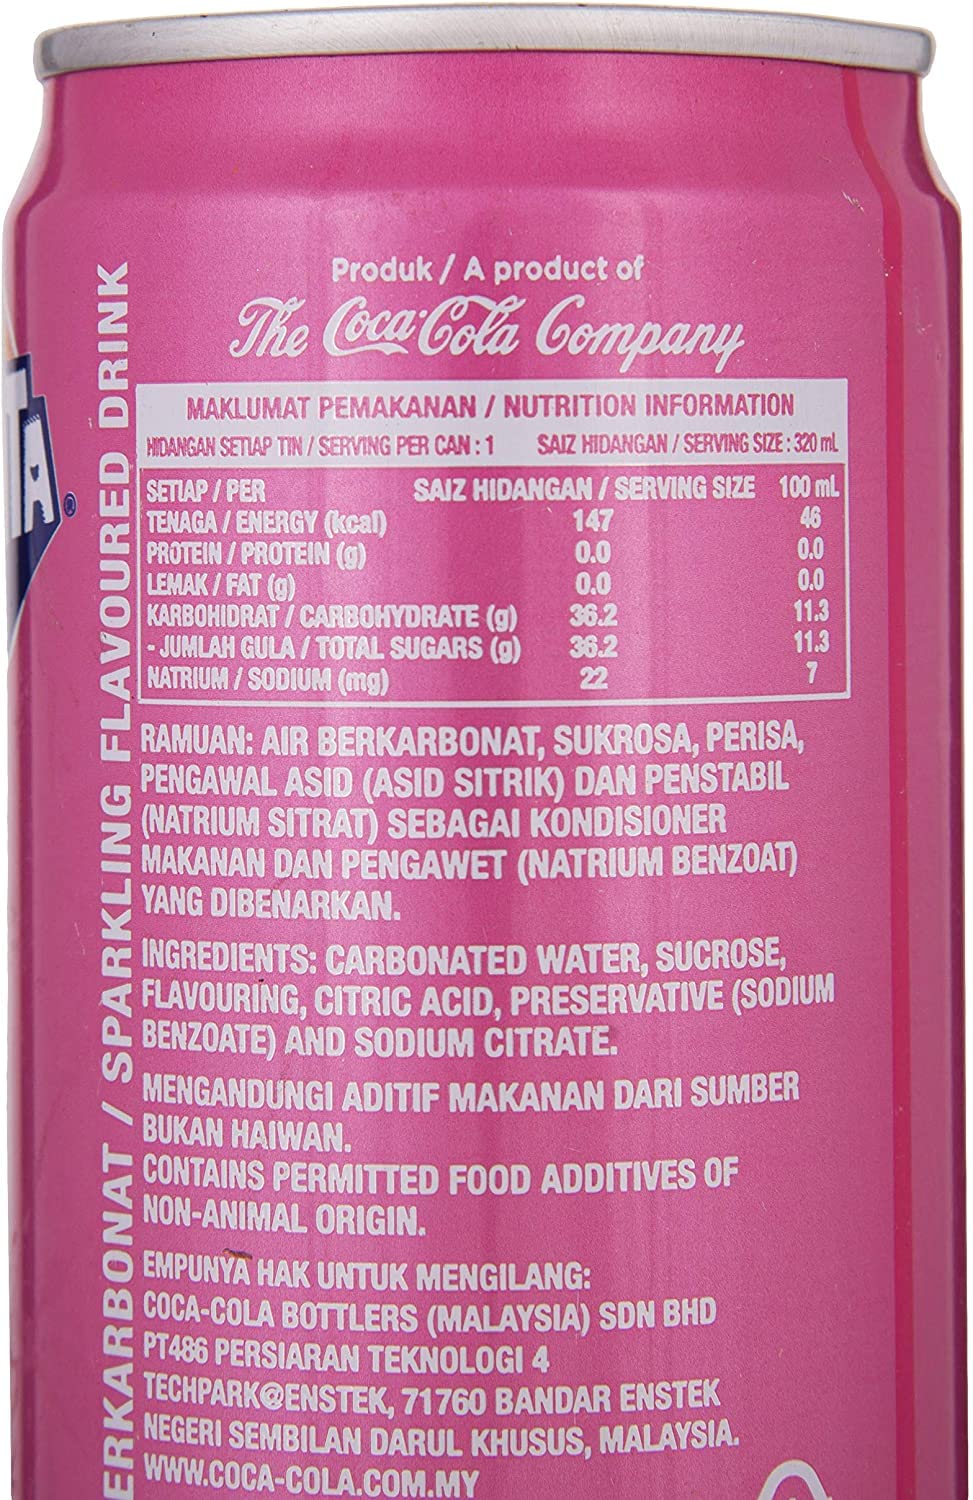 Produk / A product of
The Coca-Cola Company
MAKLUMAT PEMAKANAN / NUTRITION INFORMATION
HIDANGAN SETIAP TIN / SERVING PER CAN : 1 SAIZ HIDANGAN / SERVING SIZE : 320 mL
SETIAP / PER SAIZ HIDANGAN / SERVING SIZE 100 mL
TENAGA / ENERGY (kcal) 147 46
PROTEIN / PROTEIN (g) 0.0 0.0
LEMAK / FAT (g) 0.0 0.0
KARBOHIDRAT / CARBOHYDRATE (g) 36.2 11.3
- JUMLAH GULA / TOTAL SUGARS (g) 36.2 11.3
NATRIUM / SODIUM (mg) 22 7
RAMUAN: AIR BERKARBONAT, SUKROSA, PERISA,
PENGAWAL ASID (ASID SITRIK) DAN PENSTABIL
(NATRIUM SITRAT) SEBAGAI KONDISIONER
MAKANAN DAN PENGAWET (NATRIUM BENZOAT)
YANG DIBENARKAN.
INGREDIENTS: CARBONATED WATER, SUCROSE,
FLAVOURING, CITRIC ACID, PRESERVATIVE (SODIUM
BENZOATE) AND SODIUM CITRATE.
MENGANDUNGI ADITIF MAKANAN DARI SUMBER
BUKAN HAIWAN.
CONTAINS PERMITTED FOOD ADDITIVES OF
NON-ANIMAL ORIGIN.
EMPUNYA HAK UNTUK MENGILANG:
COCA-COLA BOTTLERS (MALAYSIA) SDN BHD
PT486 PERSIARAN TEKNOLOGI 4
TECHPARK@ENSTEK, 71760 BANDAR ENSTEK
NEGERI SEMBILAN DARUL KHUSUS, MALAYSIA.
WWW.COCA-COLA.COM.MY
ERKARBONAT / SPARKLING FLAVOURED DRINK
TA®